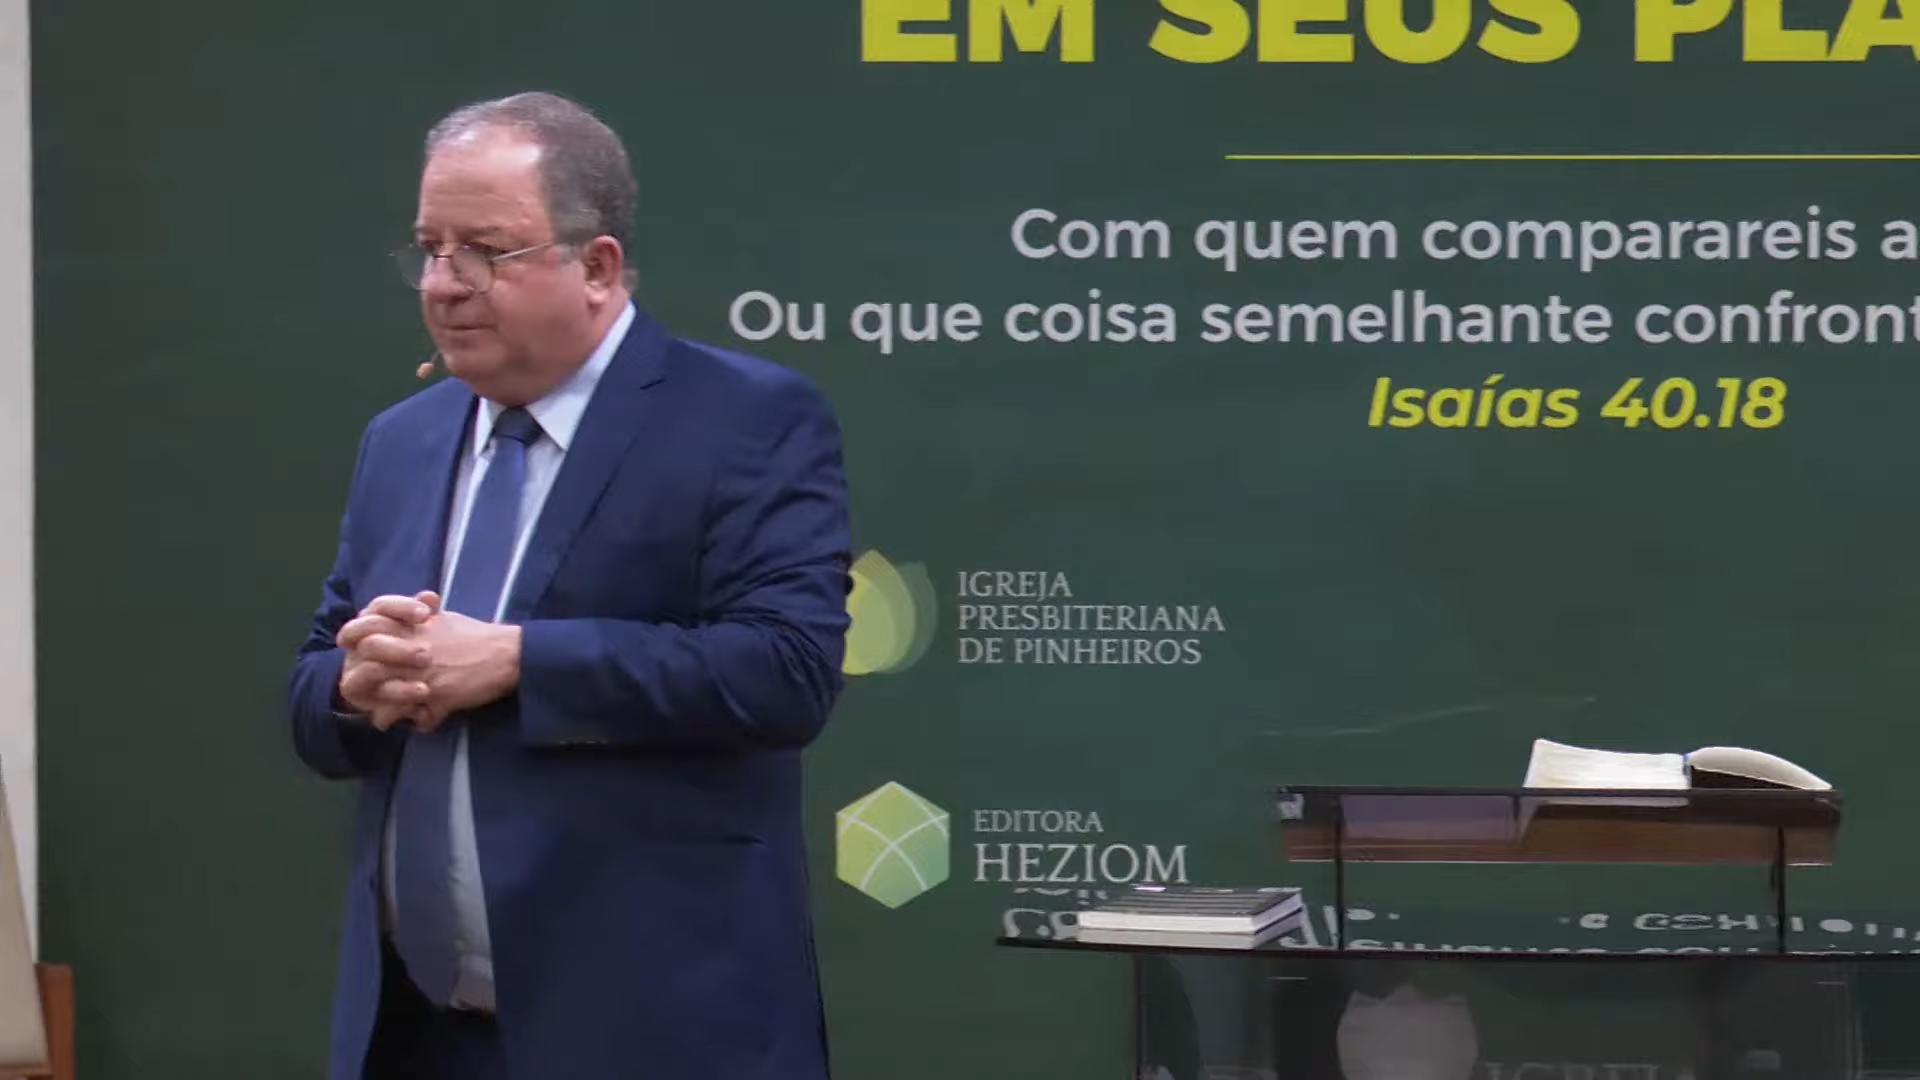 EM SEUS PLA
Com quem comparareis a
Ou que coisa semelhante confront
Isaías 40.18
IGREJA
PRESBITERIANA
DE PINHEIROS
EDITORA
HEZIOM
IGREJA